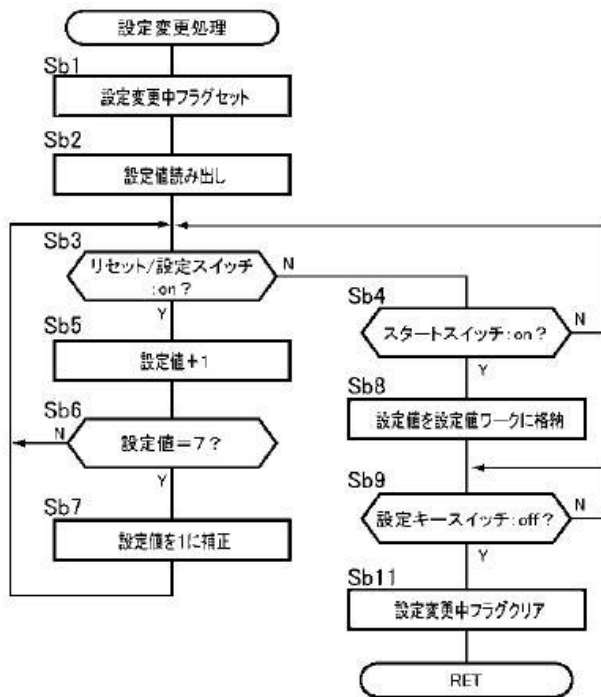 設定変更処理
Sb1
設定変更中フラグセット
Sb2
設定値読み出し
Sb3
リセット/設定スイッチ
:on?
N
Y
Sb5
設定値+1
Sb6
設定値=7?
N
Y
Sb7
設定値を1に補正
Sb4
スタートスイッチ:on?
N
Y
Sb8
設定値を設定値ワークに格納
Sb9
設定キースイッチ:off?
N
Y
Sb11
設定変更中フラグクリア
RET